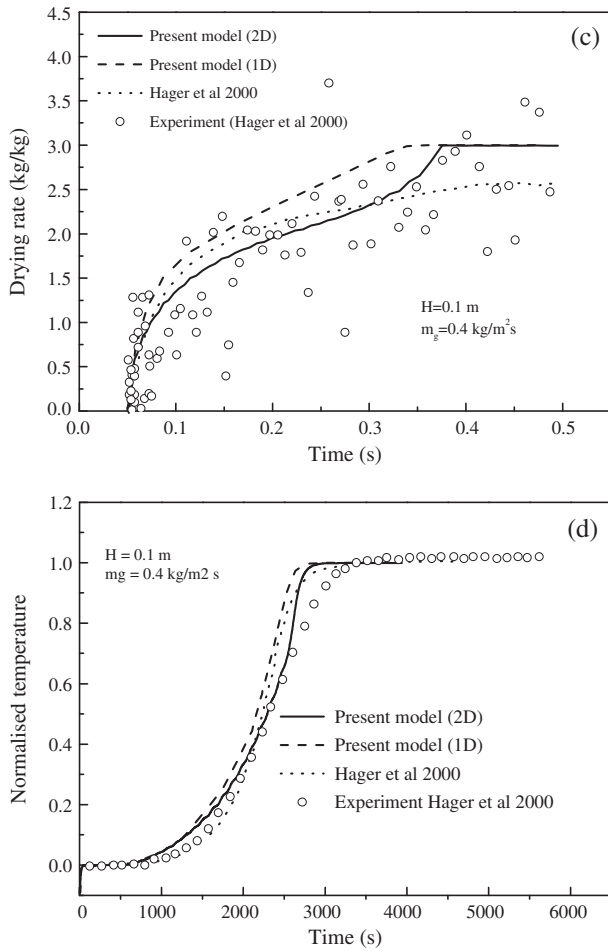 (c)
4.5
4.0
3.5
3.0
2.5
2.0
1.5
1.0
0.5
0.0
Drying rate (kg/kg)
Present model (2D)
Present model (1D)
Hager et al 2000
Experiment (Hager et al 2000)
H=0.1 m
m_g=0.4 kg/m²s
0.0 0.1 0.2 0.3 0.4 0.5
Time (s)
(d)
1.2
1.0
0.8
0.6
0.4
0.2
0.0
Normalised temperature
H = 0.1 m
mg = 0.4 kg/m2 s
Present model (2D)
Present model (1D)
Hager et al 2000
Experiment Hager et al 2000
0 1000 2000 3000 4000 5000 6000
Time (s)